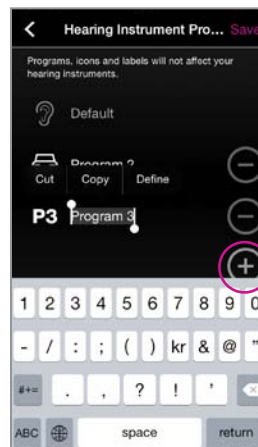 Hearing Instrument Pro... Save
Programs, icons and labels will not affect your
hearing instruments.
Default
Program 2
Cut Copy Define
P3 Program 3
1 2 3 4 5 6 7 8 9 0
- / : ; ( ) kr & @ "
#+= . , ? ! '
ABC space return